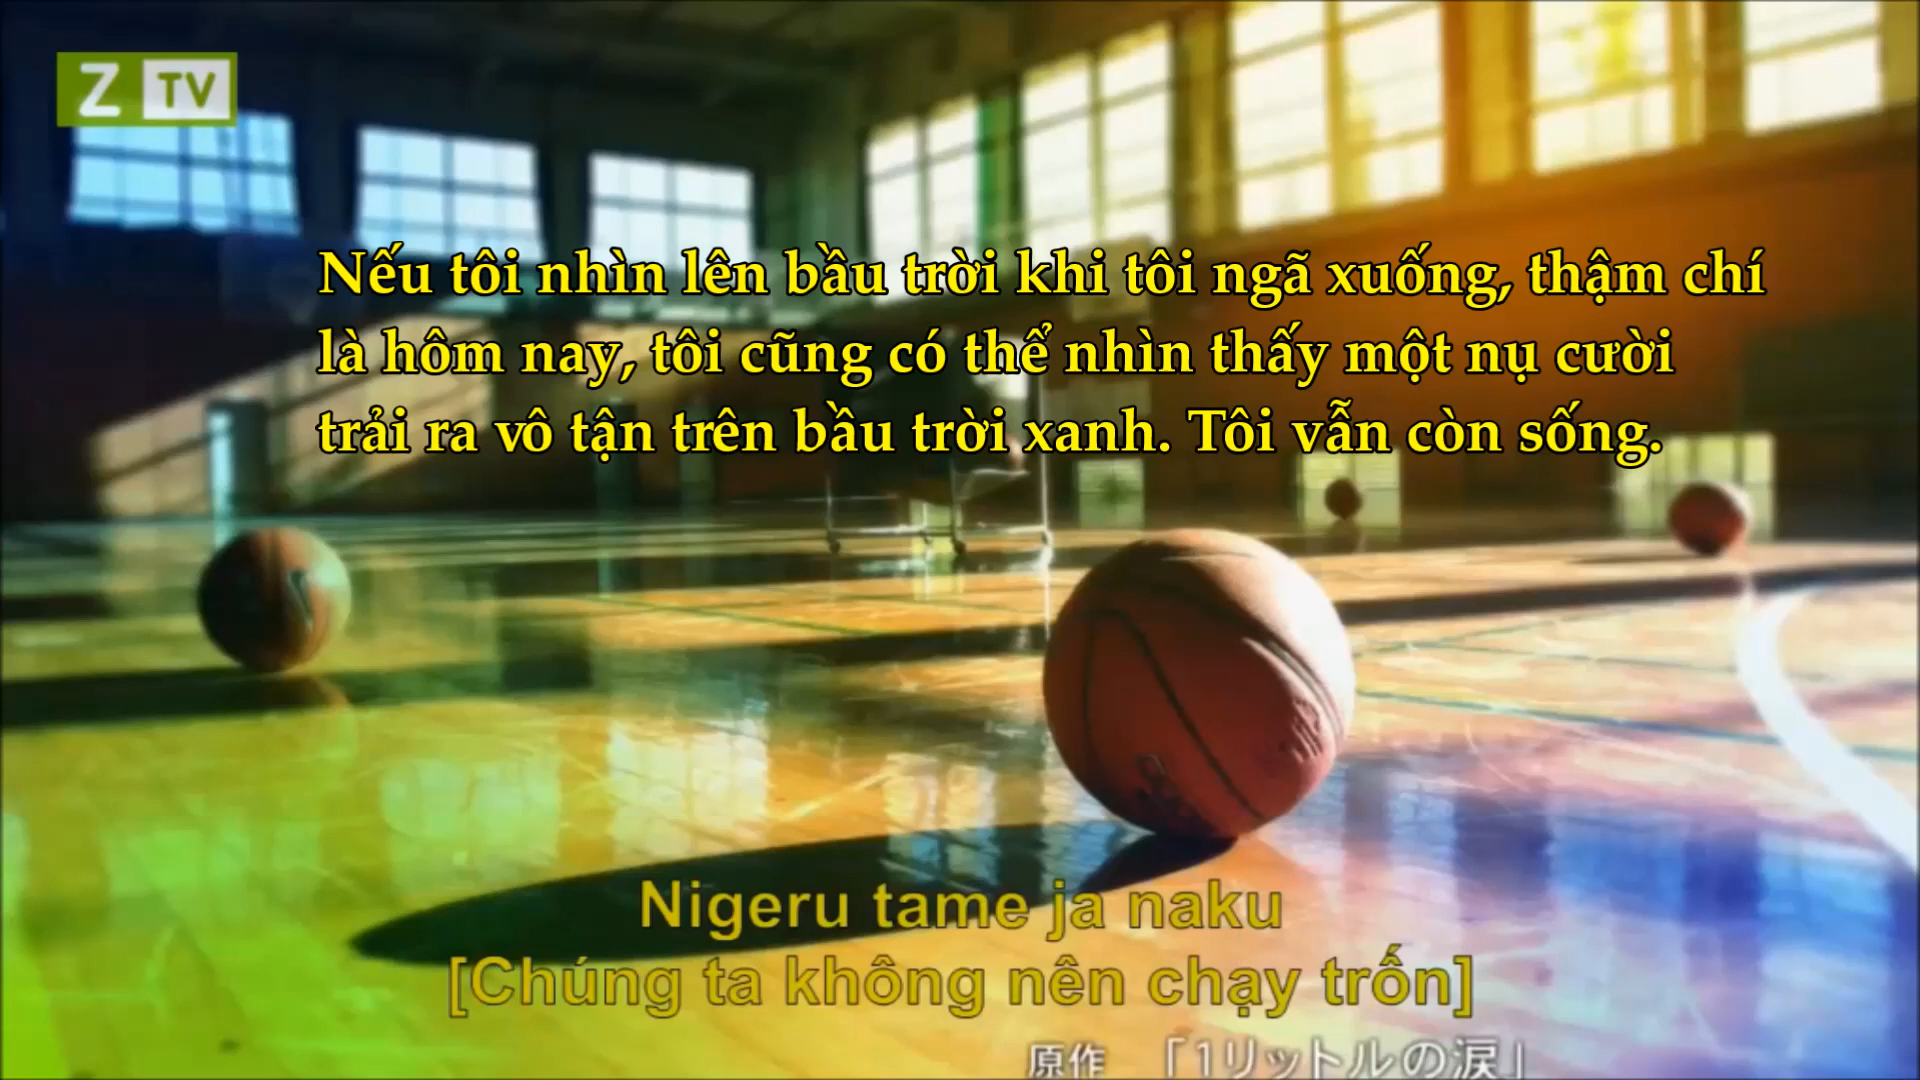 Z TV
Nếu tôi nhìn lên bầu trời khi tôi ngã xuống, thậm chí
là hôm nay, tôi cũng có thể nhìn thấy một nụ cười
trải ra vô tận trên bầu trời xanh. Tôi vẫn còn sống.
Nigeru tame ja naku
[Chúng ta không nên chạy trốn]
原作 「1リットルの涙」